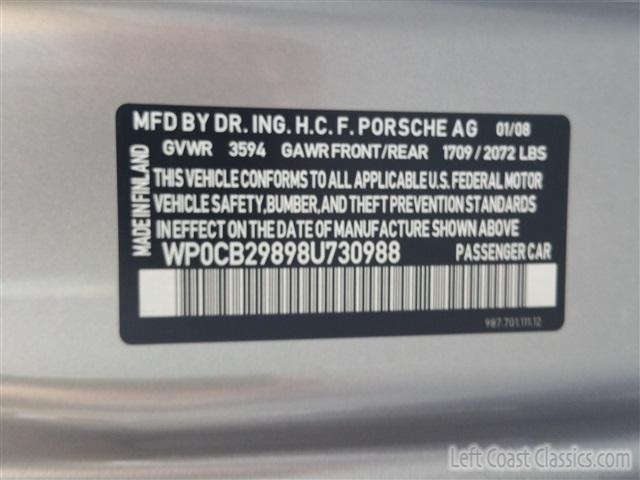 MFD BY DR. ING. H.C. F. PORSCHE AG 01/08
GVWR 3594 GAWR FRONT/REAR 1709/2072 LBS
MADE IN FINLAND
THIS VEHICLE CONFORMS TO ALL APPLICABLE U.S. FEDERAL MOTOR
VEHICLE SAFETY, BUMPER, AND THEFT PREVENTION STANDARDS
IN EFFECT ON THE DATE OF MANUFACTURE SHOWN ABOVE
WP0CB29898U730988 PASSENGER CAR
987.701.111.12
Left Coast Classics.com